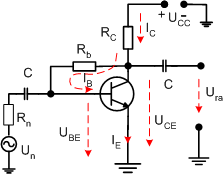 + U_CC -
R_C
I_C
R_b
I_B
C
C
R_n
U_n
U_BE
I_E
U_CE
U_ra